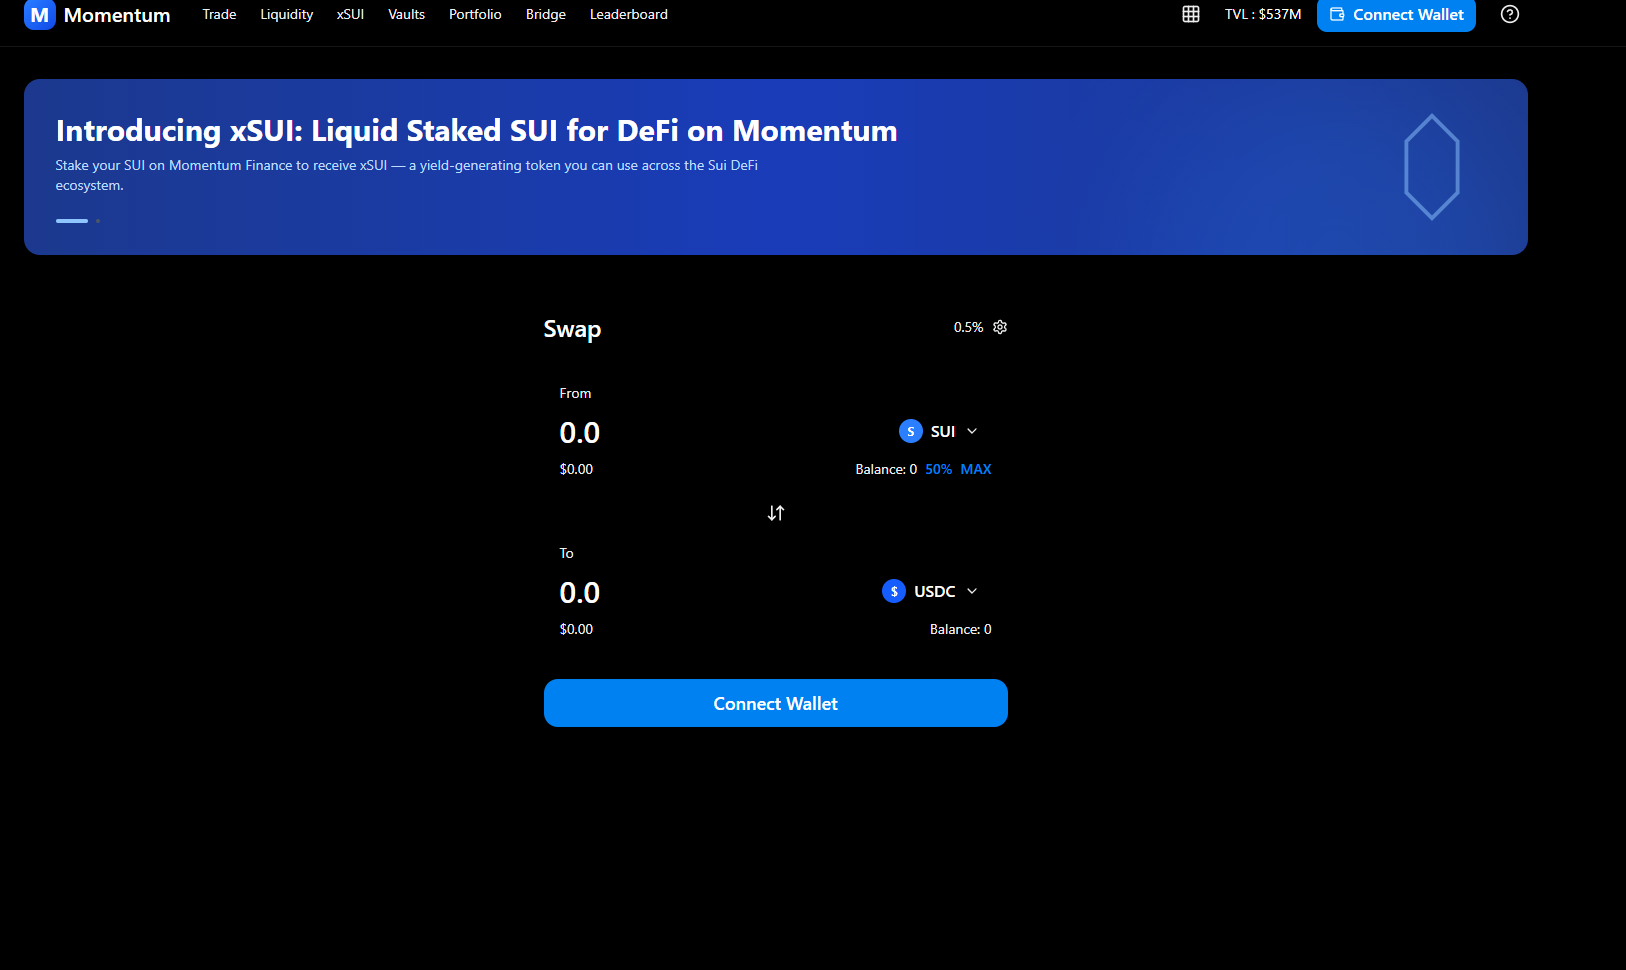 M Momentum Trade Liquidity xSUI Vaults Portfolio Bridge Leaderboard TVL : $537M Connect Wallet ?
Introducing xSUI: Liquid Staked SUI for DeFi on Momentum
Stake your SUI on Momentum Finance to receive xSUI — a yield-generating token you can use across the Sui DeFi
ecosystem.
Swap 0.5%
From
0.0 S SUI
$0.00 Balance: 0 50% MAX
To
0.0 $ USDC
$0.00 Balance: 0
Connect Wallet